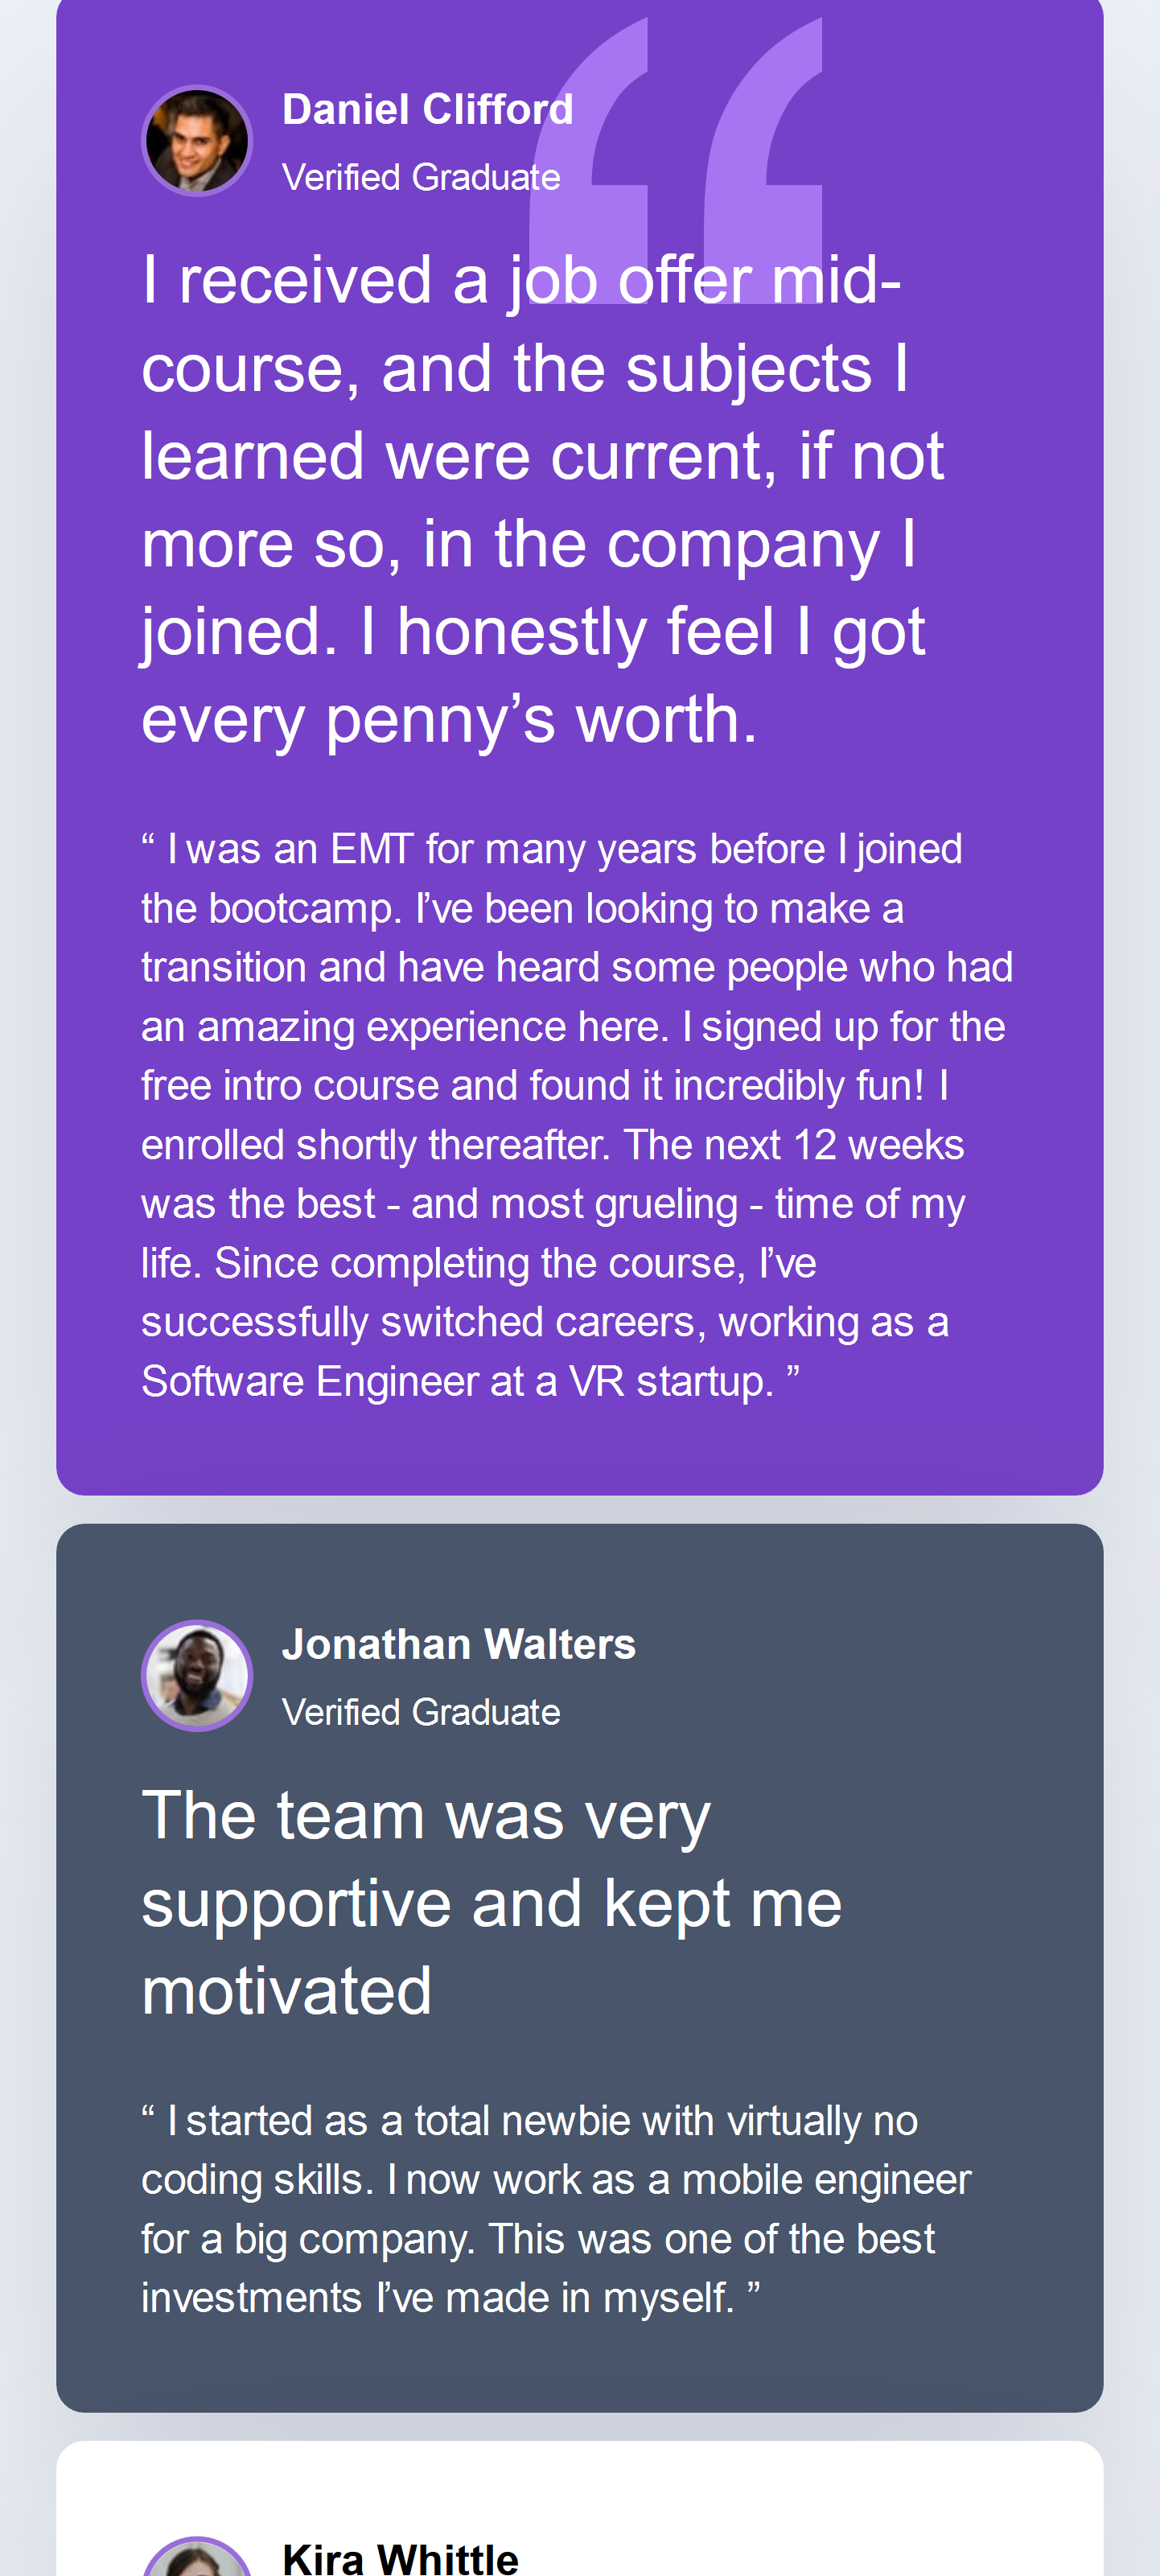 Daniel Clifford
Verified Graduate
I received a job offer mid-
course, and the subjects I
learned were current, if not
more so, in the company I
joined. I honestly feel I got
every penny’s worth.
“ I was an EMT for many years before I joined
the bootcamp. I’ve been looking to make a
transition and have heard some people who had
an amazing experience here. I signed up for the
free intro course and found it incredibly fun! I
enrolled shortly thereafter. The next 12 weeks
was the best - and most grueling - time of my
life. Since completing the course, I’ve
successfully switched careers, working as a
Software Engineer at a VR startup. ”
Jonathan Walters
Verified Graduate
The team was very
supportive and kept me
motivated
“ I started as a total newbie with virtually no
coding skills. I now work as a mobile engineer
for a big company. This was one of the best
investments I’ve made in myself. ”
Kira Whittle